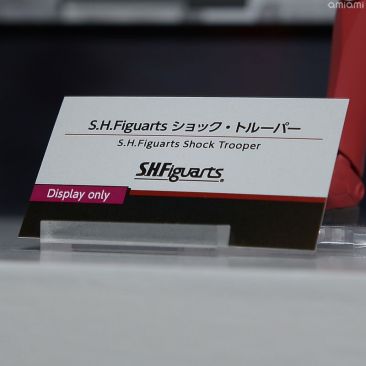 amiami
S.H.Figuarts ショック・トルーパー
S.H.Figuarts Shock Trooper
S.H.Figuarts®
Display only